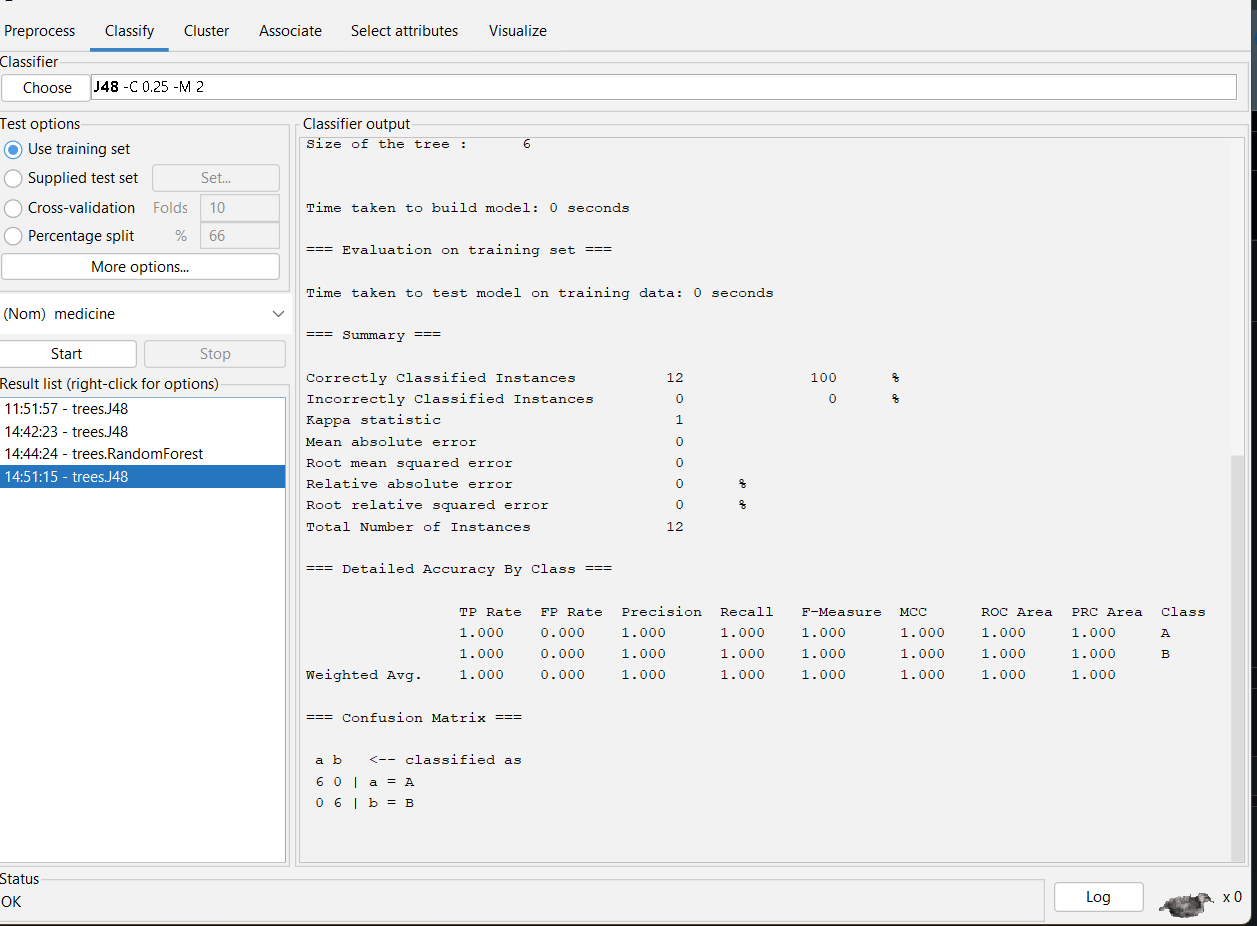 Preprocess Classify Cluster Associate Select attributes Visualize
Classifier
Choose J48 -C 0.25 -M 2
Test options
Use training set
Supplied test set Set...
Cross-validation Folds 10
Percentage split % 66
More options...
(Nom) medicine
Start Stop
Result list (right-click for options)
11:51:57 - trees.J48
14:42:23 - trees.J48
14:44:24 - trees.RandomForest
14:51:15 - trees.J48
Classifier output
Size of the tree : 6
Time taken to build model: 0 seconds
=== Evaluation on training set ===
Time taken to test model on training data: 0 seconds
=== Summary ===
Correctly Classified Instances 12 100 %
Incorrectly Classified Instances 0 0 %
Kappa statistic 1
Mean absolute error 0
Root mean squared error 0
Relative absolute error 0 %
Root relative squared error 0 %
Total Number of Instances 12
=== Detailed Accuracy By Class ===
TP Rate FP Rate Precision Recall F-Measure MCC ROC Area PRC Area Class
1.000 0.000 1.000 1.000 1.000 1.000 1.000 1.000 A
1.000 0.000 1.000 1.000 1.000 1.000 1.000 1.000 B
Weighted Avg. 1.000 0.000 1.000 1.000 1.000 1.000 1.000 1.000
=== Confusion Matrix ===
a b <-- classified as
6 0 | a = A
0 6 | b = B
Status
OK
Log x 0